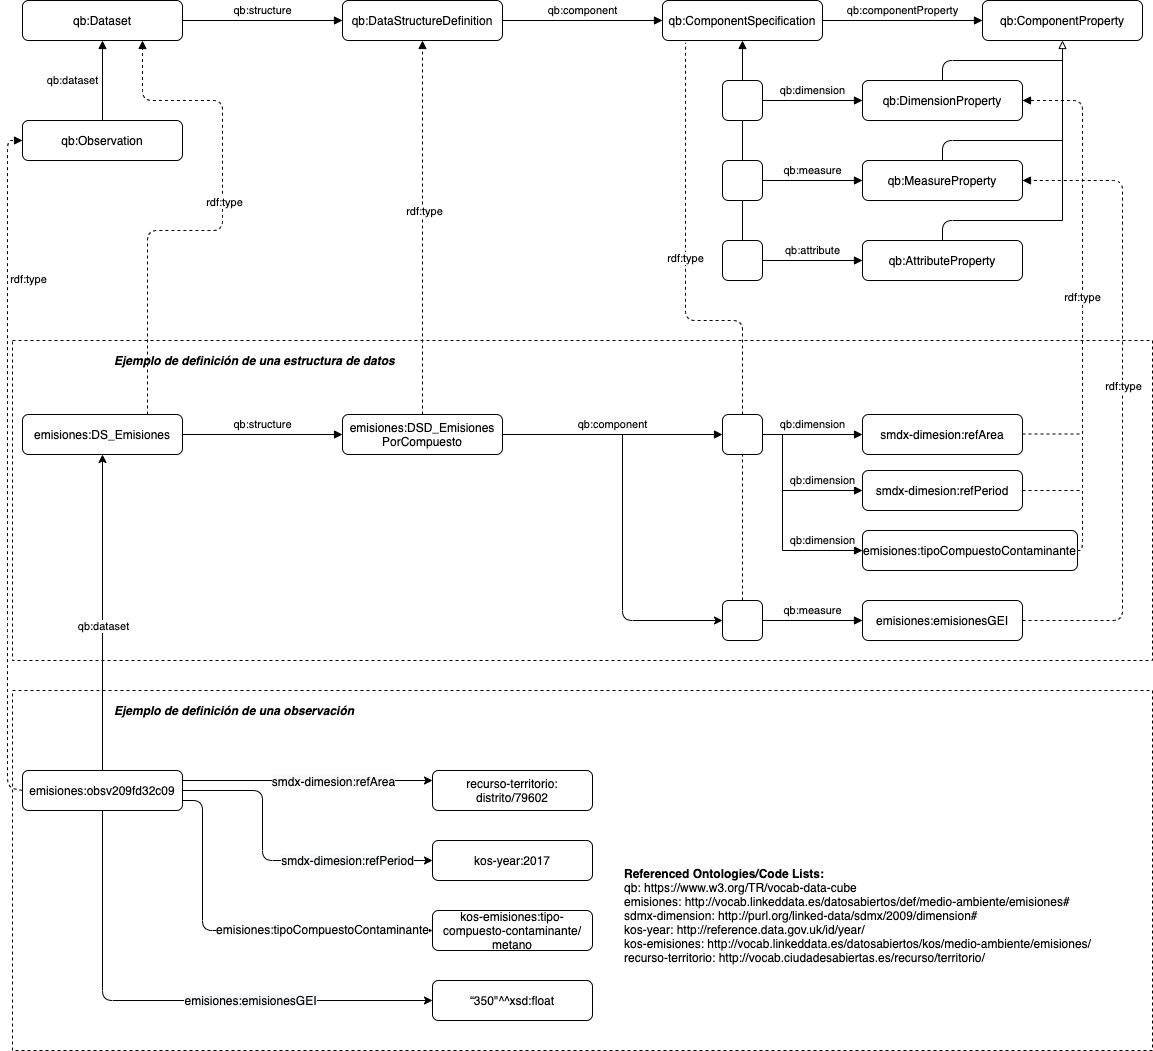 qb:Dataset
qb:structure
qb:DataStructureDefinition
qb:component
qb:ComponentSpecification
qb:componentProperty
qb:ComponentProperty
qb:dataset
qb:dimension
qb:DimensionProperty
qb:Observation
qb:measure
qb:MeasureProperty
rdf:type
rdf:type
qb:attribute
qb:AttributeProperty
rdf:type
rdf:type
rdf:type
Ejemplo de definición de una estructura de datos
rdf:type
emisiones:DS_Emisiones
qb:structure
emisiones:DSD_Emisiones
PorCompuesto
qb:component
qb:dimension
smdx-dimesion:refArea
qb:dimension
smdx-dimesion:refPeriod
qb:dimension
emisiones:tipoCompuestoContaminante
qb:measure
emisiones:emisionesGEI
qb:dataset
Ejemplo de definición de una observación
emisiones:obsv209fd32c09
smdx-dimesion:refArea
recurso-territorio:
distrito/79602
smdx-dimesion:refPeriod
kos-year:2017
emisiones:tipoCompuestoContaminante
kos-emisiones:tipo-
compuesto-contaminante/
metano
emisiones:emisionesGEI
“350"^^xsd:float
Referenced Ontologies/Code Lists:
qb: https://www.w3.org/TR/vocab-data-cube
emisiones: http://vocab.linkeddata.es/datosabiertos/def/medio-ambiente/emisiones#
sdmx-dimension: http://purl.org/linked-data/sdmx/2009/dimension#
kos-year: http://reference.data.gov.uk/id/year/
kos-emisiones: http://vocab.linkeddata.es/datosabiertos/kos/medio-ambiente/emisiones/
recurso-territorio: http://vocab.ciudadesabiertas.es/recurso/territorio/